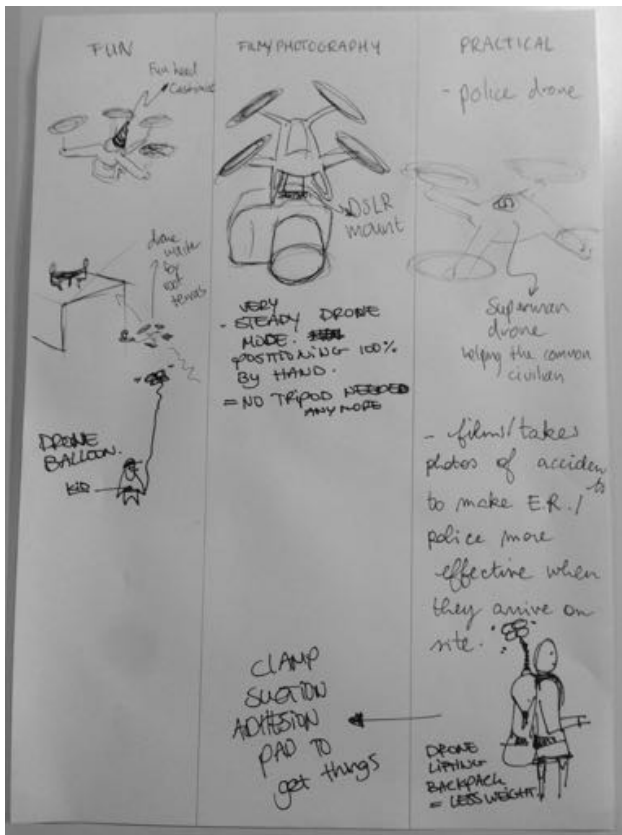 FUN
Fun head
drone
by
roof
DRONE
BALLOON.
KID
FILM/PHOTOGRAPHY
DSLR
mount
VERY
- STEADY DRONE
MODE.
POSITIONING 100%
BY HAND.
= NO TRIPOD NEEDED
ANYMORE
CLAMP
SUCTION
ADHESION
PAD TO
get things
PRACTICAL
- police drone
Superman
drone
helping the common
civilian
- films/takes
photos of accidents
to make E.R./
police more
effective when
they arrive on
site.
DRONE
LIFTING
BACKPACK
= LESS WEIGHT.